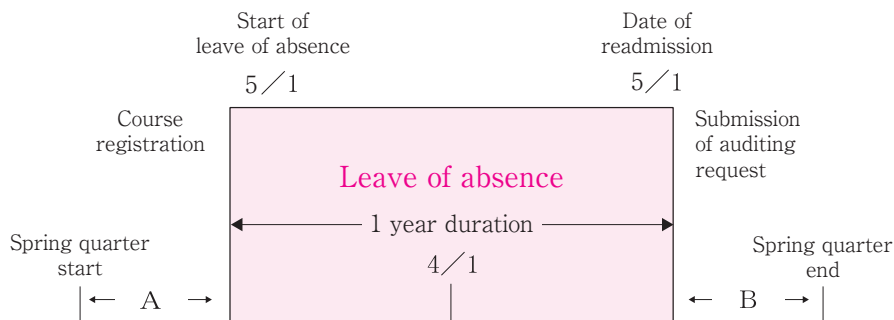 Start of
leave of absence
5／1
Date of
readmission
5／1
Course
registration
Submission
of auditing
request
Leave of absence
1 year duration
4／1
Spring quarter
start
Spring quarter
end
A
B